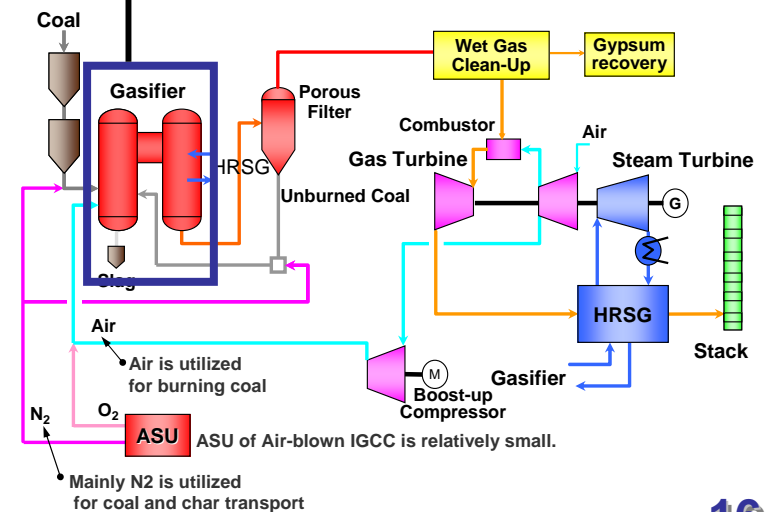 Coal
Wet Gas
Clean-Up
Gypsum
recovery
Gasifier
Porous
Filter
Combustor
Air
Gas Turbine
Steam Turbine
HRSG
Unburned Coal
G
Slag
HRSG
Air
Stack
Air is utilized
for burning coal
M
Gasifier
Boost-up
Compressor
N2
O2
ASU
ASU of Air-blown IGCC is relatively small.
Mainly N2 is utilized
for coal and char transport